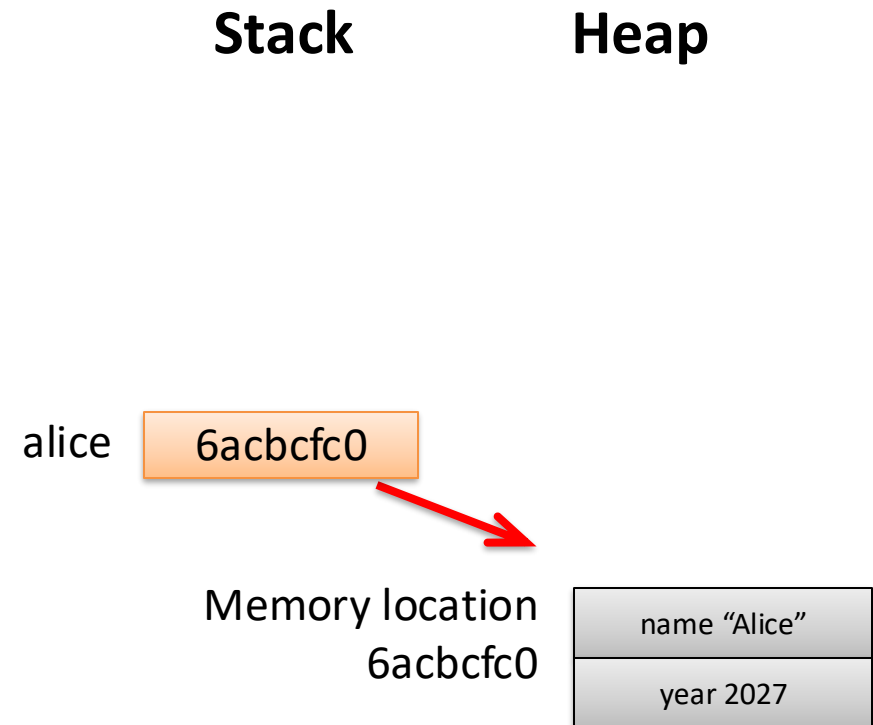 Stack Heap
alice 6acbcfc0
Memory location
6acbcfc0
name “Alice”
year 2027